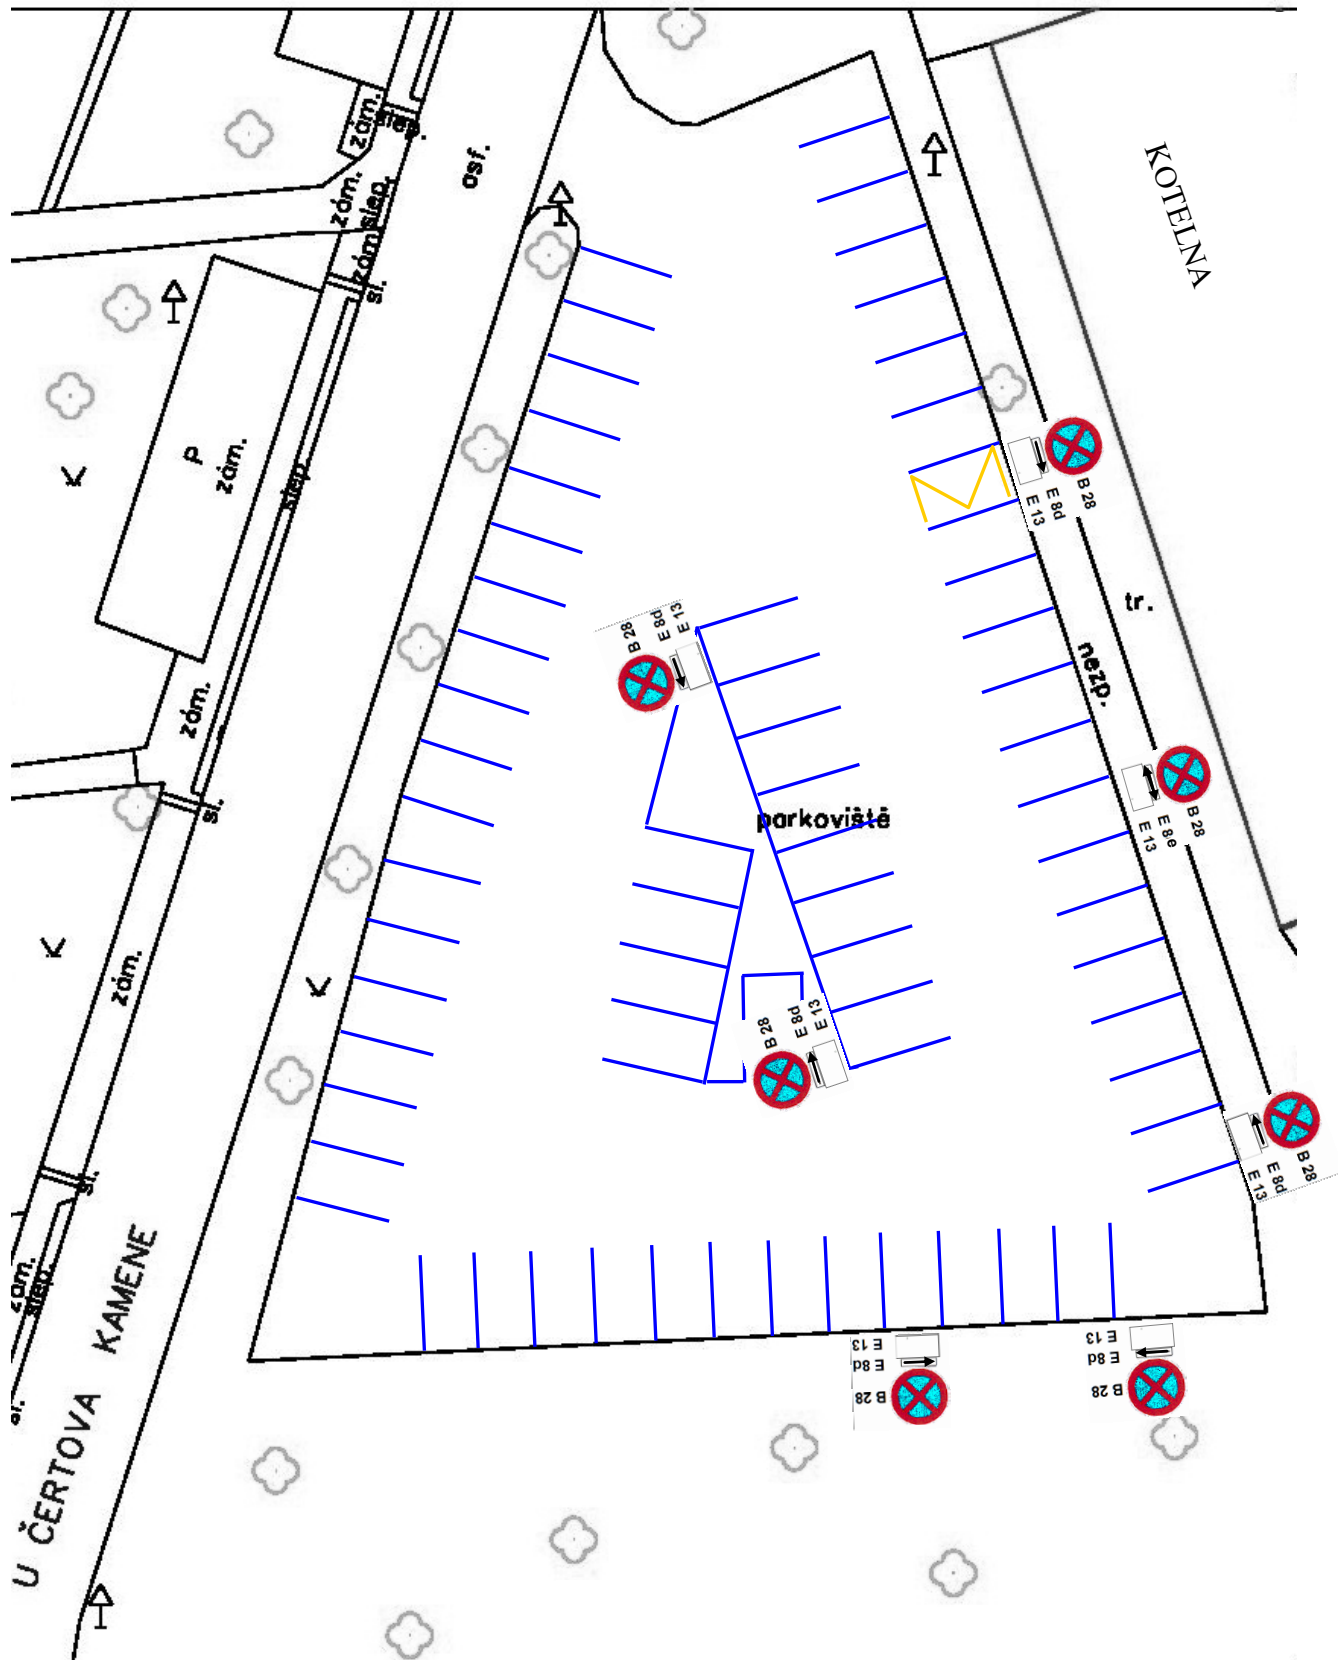 zám.
asf.
zám.
slep.
zám.
sl.
KOTELNA
P
zám.
slep.
B 28
E 8d
E 13
tr.
B 28
E 8d
E 13
nezp.
zám.
sl.
parkoviště
B 28
E 8e
E 13
zám.
B 28
E 8d
E 13
B 28
E 8d
E 13
sl.
zám.
slep.
E 13
E 8d
B 28
E 13
E 8d
B 28
sl.
U ČERTOVA KAMENE